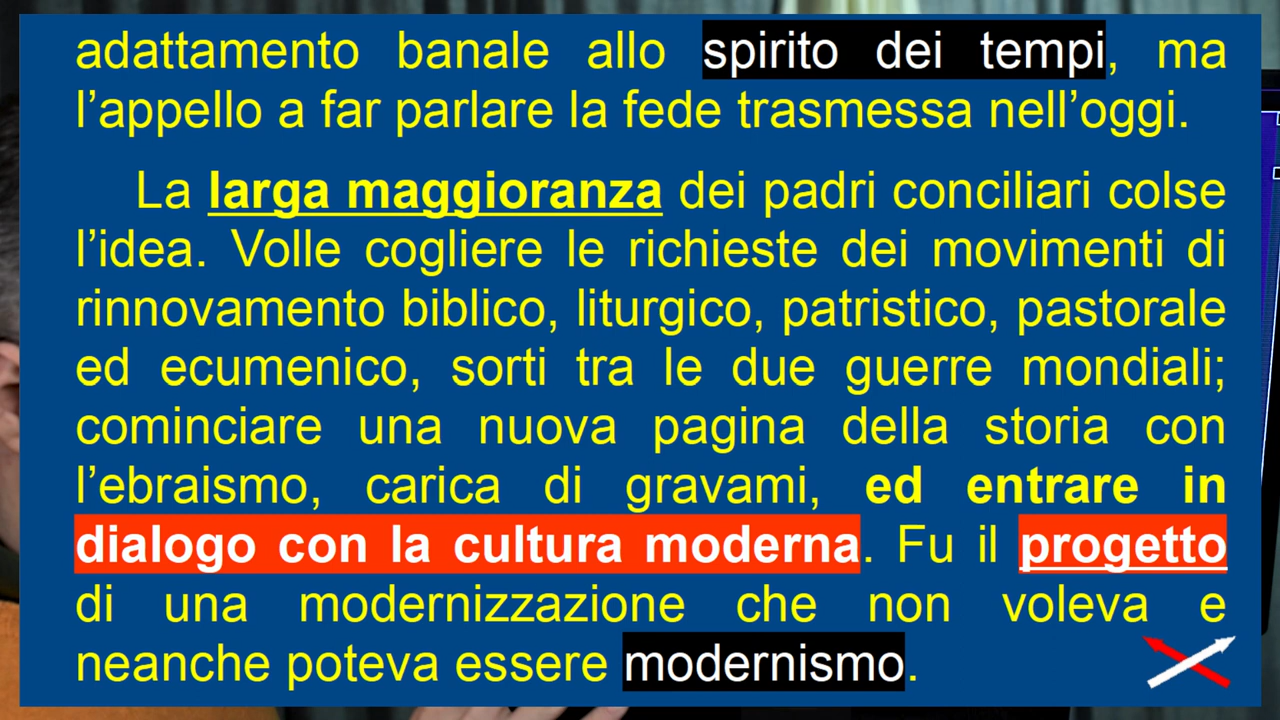 adattamento banale allo spirito dei tempi, ma
l’appello a far parlare la fede trasmessa nell’oggi.
La larga maggioranza dei padri conciliari colse
l’idea. Volle cogliere le richieste dei movimenti di
rinnovamento biblico, liturgico, patristico, pastorale
ed ecumenico, sorti tra le due guerre mondiali;
cominciare una nuova pagina della storia con
l’ebraismo, carica di gravami, ed entrare in
dialogo con la cultura moderna. Fu il progetto
di una modernizzazione che non voleva e
neanche poteva essere modernismo.